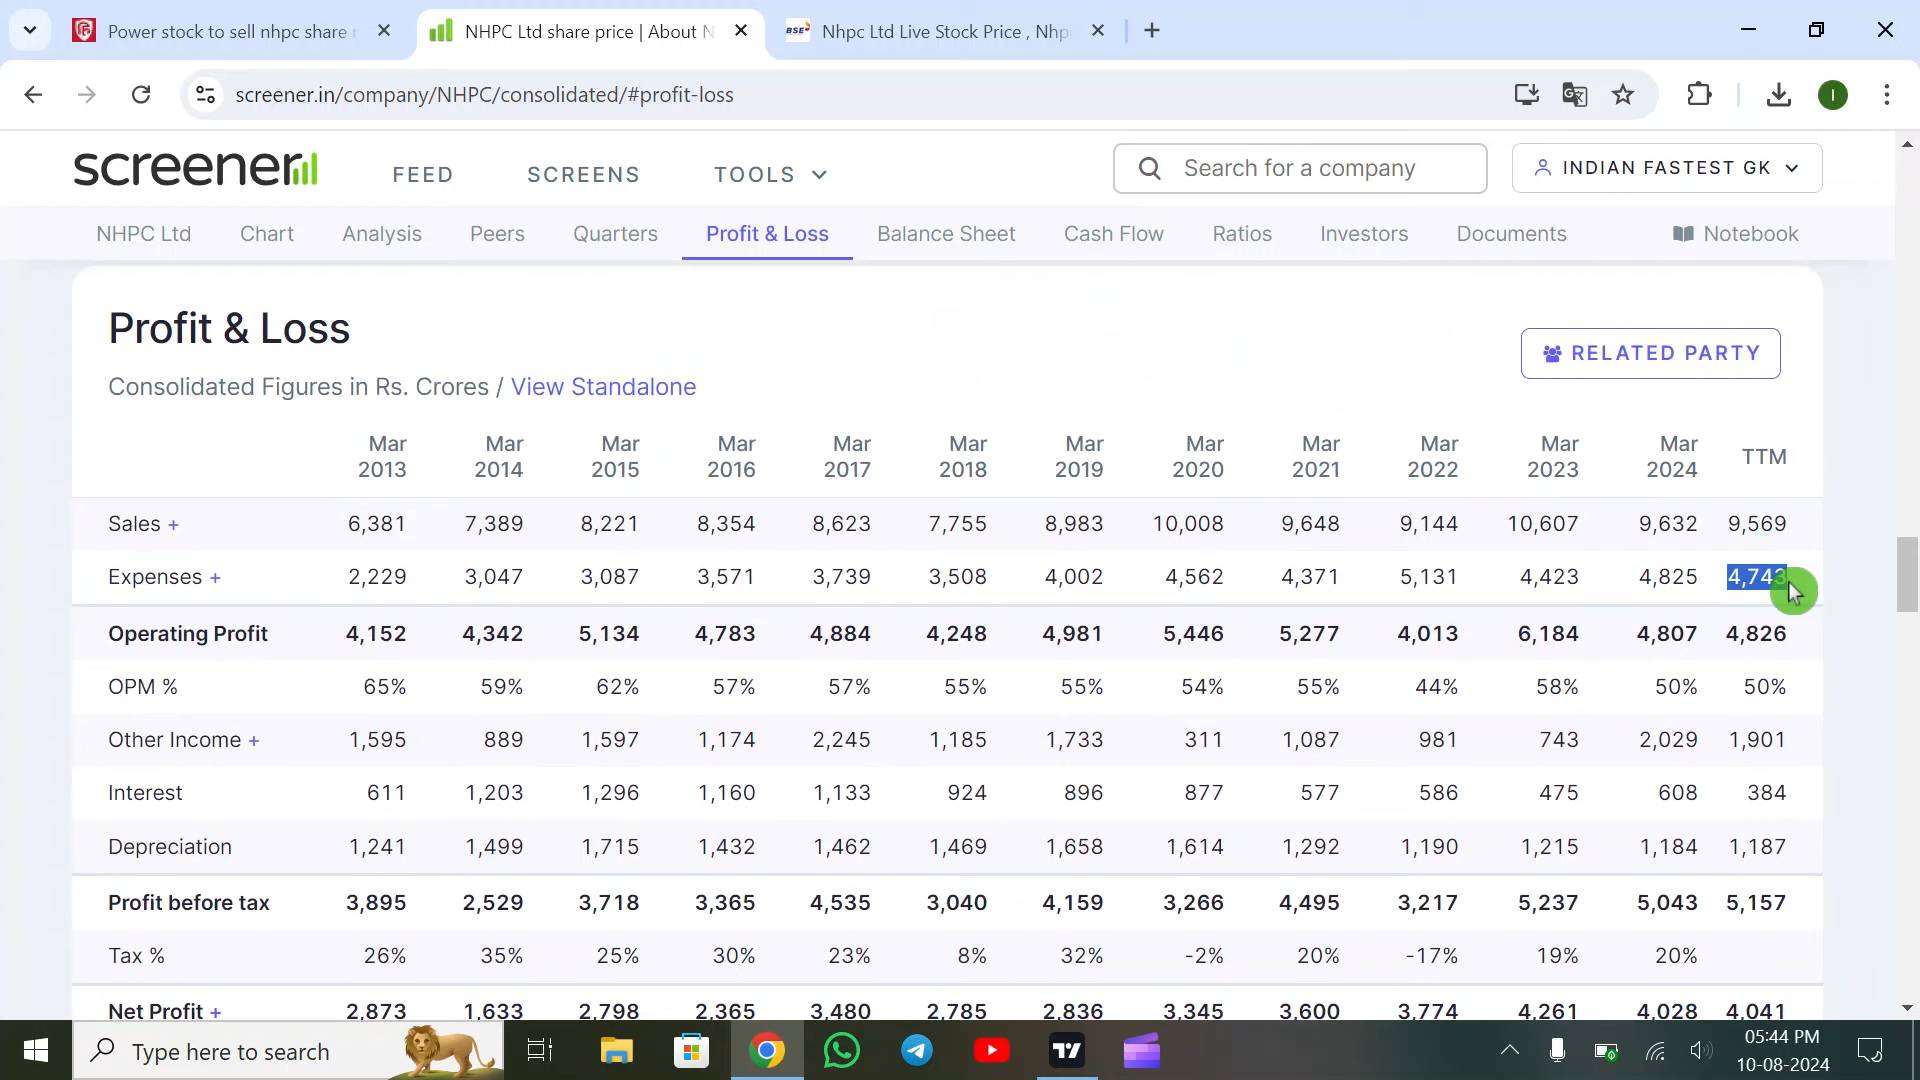 Power stock to sell nhpc share
NHPC Ltd share price | About N
BSE
Nhpc Ltd Live Stock Price , Nhp
screener.in/company/NHPC/consolidated/#profit-loss
I
screener
FEED
SCREENS
TOOLS
Search for a company
INDIAN FASTEST GK
NHPC Ltd
Chart
Analysis
Peers
Quarters
Profit & Loss
Balance Sheet
Cash Flow
Ratios
Investors
Documents
Notebook
Profit & Loss
RELATED PARTY
Consolidated Figures in Rs. Crores / View Standalone
Mar 2013 Mar 2014 Mar 2015 Mar 2016 Mar 2017 Mar 2018 Mar 2019 Mar 2020 Mar 2021 Mar 2022 Mar 2023 Mar 2024 TTM
Sales + 6,381 7,389 8,221 8,354 8,623 7,755 8,983 10,008 9,648 9,144 10,607 9,632 9,569
Expenses + 2,229 3,047 3,087 3,571 3,739 3,508 4,002 4,562 4,371 5,131 4,423 4,825 4,743
Operating Profit 4,152 4,342 5,134 4,783 4,884 4,248 4,981 5,446 5,277 4,013 6,184 4,807 4,826
OPM % 65% 59% 62% 57% 57% 55% 55% 54% 55% 44% 58% 50% 50%
Other Income + 1,595 889 1,597 1,174 2,245 1,185 1,733 311 1,087 981 743 2,029 1,901
Interest 611 1,203 1,296 1,160 1,133 924 896 877 577 586 475 608 384
Depreciation 1,241 1,499 1,715 1,432 1,462 1,469 1,658 1,614 1,292 1,190 1,215 1,184 1,187
Profit before tax 3,895 2,529 3,718 3,365 4,535 3,040 4,159 3,266 4,495 3,217 5,237 5,043 5,157
Tax % 26% 35% 25% 30% 23% 8% 32% -2% 20% -17% 19% 20%
Net Profit + 2,873 1,633 2,798 2,365 3,480 2,785 2,836 3,345 3,600 3,774 4,261 4,028 4,041
Type here to search
05:44 PM
10-08-2024